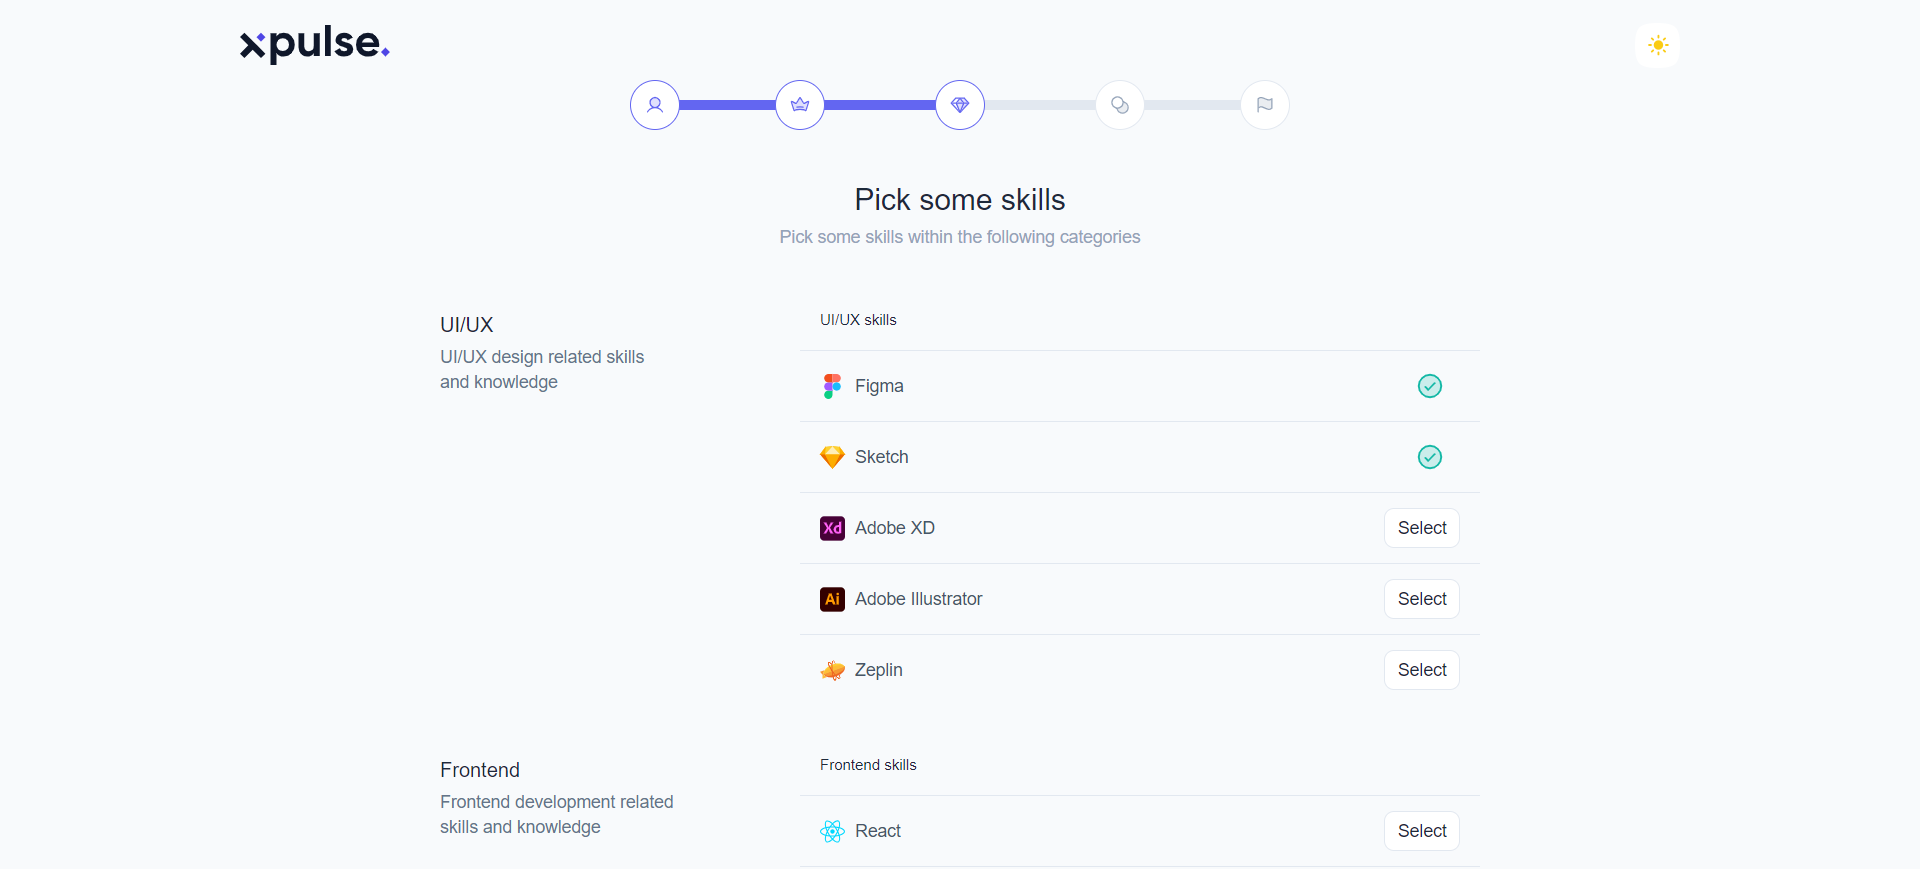 xpulse.
Pick some skills
Pick some skills within the following categories
UI/UX
UI/UX design related skills
and knowledge
UI/UX skills
Figma
Sketch
Xd Adobe XD Select
Ai Adobe Illustrator Select
Zeplin Select
Frontend
Frontend development related
skills and knowledge
Frontend skills
React Select